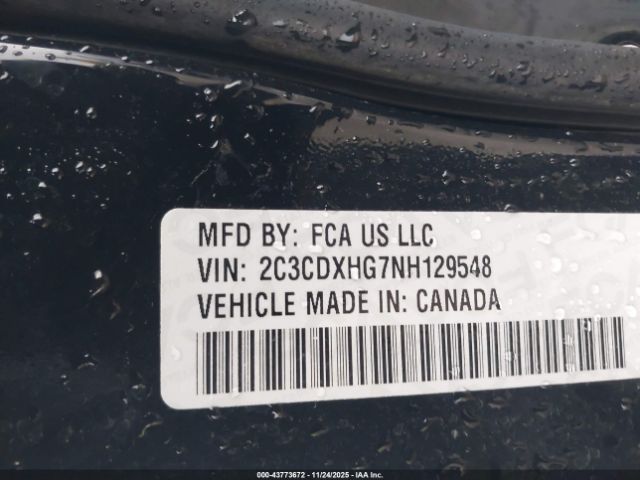 MFD BY: FCA US LLC
VIN: 2C3CDXHG7NH129548
VEHICLE MADE IN: CANADA
000-43773672 - 11/24/2025 - IAA Inc.